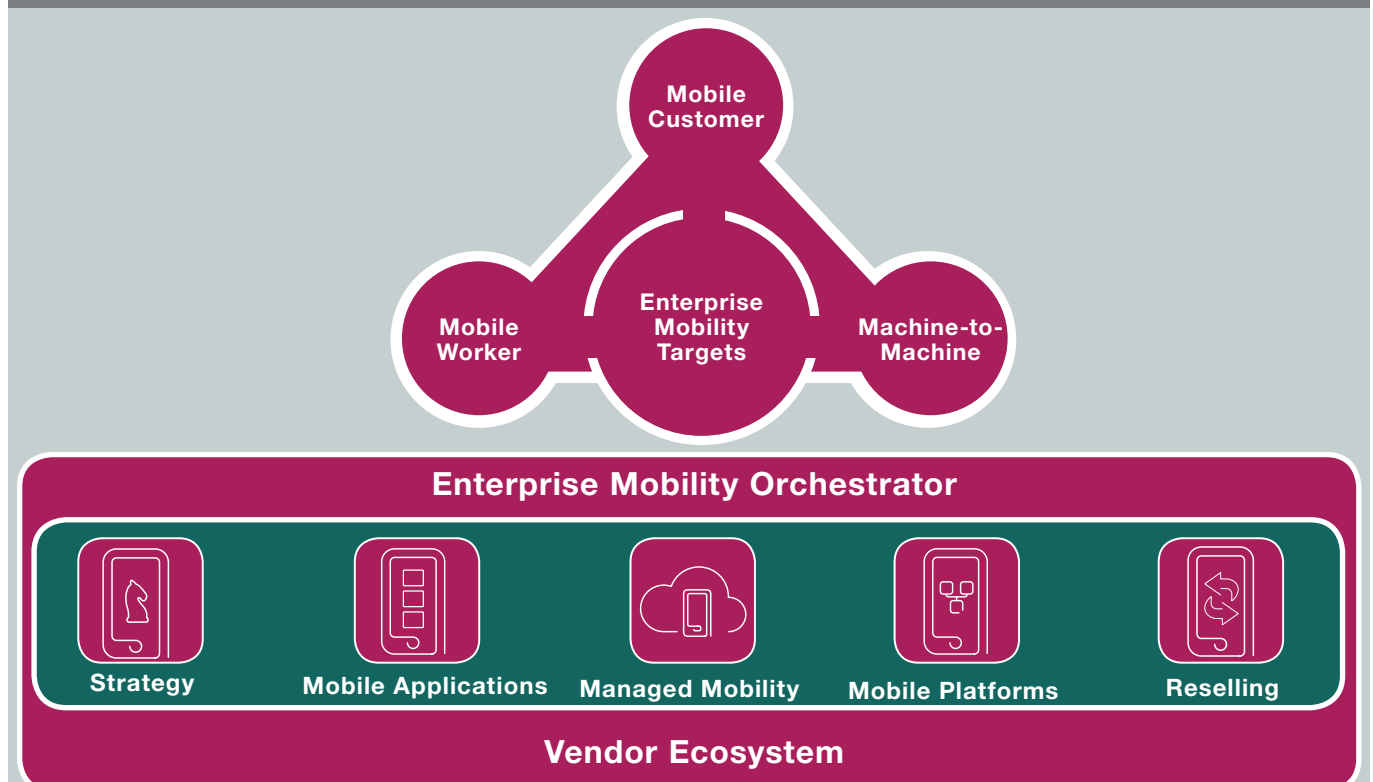 Mobile
Customer
Mobile
Worker
Enterprise
Mobility
Targets
Machine-to-
Machine
Enterprise Mobility Orchestrator
Strategy
Mobile Applications
Managed Mobility
Mobile Platforms
Reselling
Vendor Ecosystem